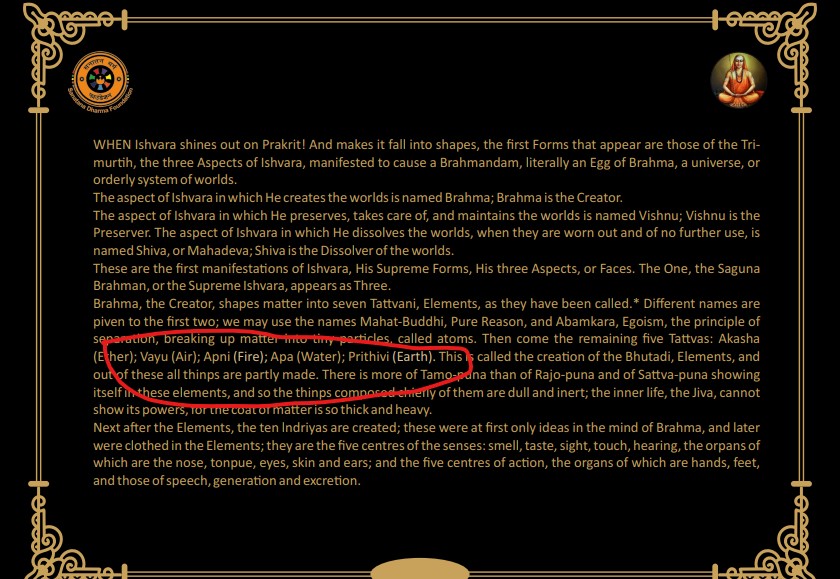 सनातन धर्म
फाउंडेशन
Sanatana Dharma Foundation
WHEN Ishvara shines out on Prakrit! And makes it fall into shapes, the first Forms that appear are those of the Tri-
murtih, the three Aspects of Ishvara, manifested to cause a Brahmandam, literally an Egg of Brahma, a universe, or
orderly system of worlds.
The aspect of Ishvara in which He creates the worlds is named Brahma; Brahma is the Creator.
The aspect of Ishvara in which He preserves, takes care of, and maintains the worlds is named Vishnu; Vishnu is the
Preserver. The aspect of Ishvara in which He dissolves the worlds, when they are worn out and of no further use, is
named Shiva, or Mahadeva; Shiva is the Dissolver of the worlds.
These are the first manifestations of Ishvara, His Supreme Forms, His three Aspects, or Faces. The One, the Saguna
Brahman, or the Supreme Ishvara, appears as Three.
Brahma, the Creator, shapes matter into seven Tattvani, Elements, as they have been called.* Different names are
piven to the first two; we may use the names Mahat-Buddhi, Pure Reason, and Abamkara, Egoism, the principle of
separation, breaking up matter into tiny particles, called atoms. Then come the remaining five Tattvas: Akasha
(Ether); Vayu (Air); Apni (Fire); Apa (Water); Prithivi (Earth). This is called the creation of the Bhutadi, Elements, and
out of these all things are partly made. There is more of Tamo-puna than of Rajo-puna and of Sattva-puna showing
itself in these elements, and so the thinps composed chiefly of them are dull and inert; the inner life, the Jiva, cannot
show its powers, for the coat of matter is so thick and heavy.
Next after the Elements, the ten lndriyas are created; these were at first only ideas in the mind of Brahma, and later
were clothed in the Elements; they are the five centres of the senses: smell, taste, sight, touch, hearing, the orpans of
which are the nose, tonpue, eyes, skin and ears; and the five centres of action, the organs of which are hands, feet,
and those of speech, generation and excretion.